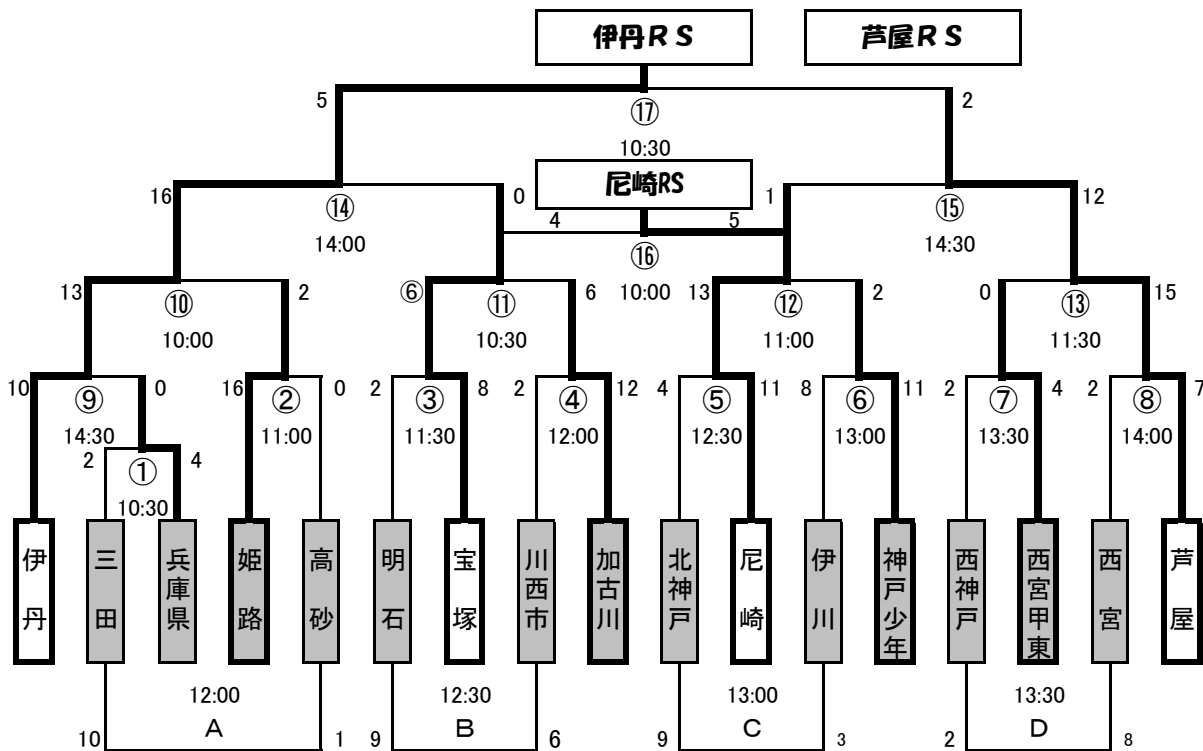 伊丹RS 芦屋RS
5 ⑰ 2
10:30
尼崎RS
16 ⑭ 0 4 5 1 ⑮ 12
14:00 ⑯ 14:30
10:00
13 ⑩ 2 ⑥ ⑪ 6 13 ⑫ 2 0 ⑬ 15
10:00 10:30 11:00 11:30
10 ⑨ 0 16 ② 0 2 ③ 8 2 ④ 12 4 ⑤ 11 8 ⑥ 11 2 ⑦ 4 2 ⑧ 7
14:30 11:00 11:30 12:00 12:30 13:00 13:30 14:00
2 ① 4
10:30
伊丹 三田 兵庫県 姫路 高砂 明石 宝塚 川西市 加古川 北神戸 尼崎 伊川 神戸少年 西神戸 西宮甲東 西宮 芦屋
12:00 12:30 13:00 13:30
10 A 1 9 B 6 9 C 3 2 D 8